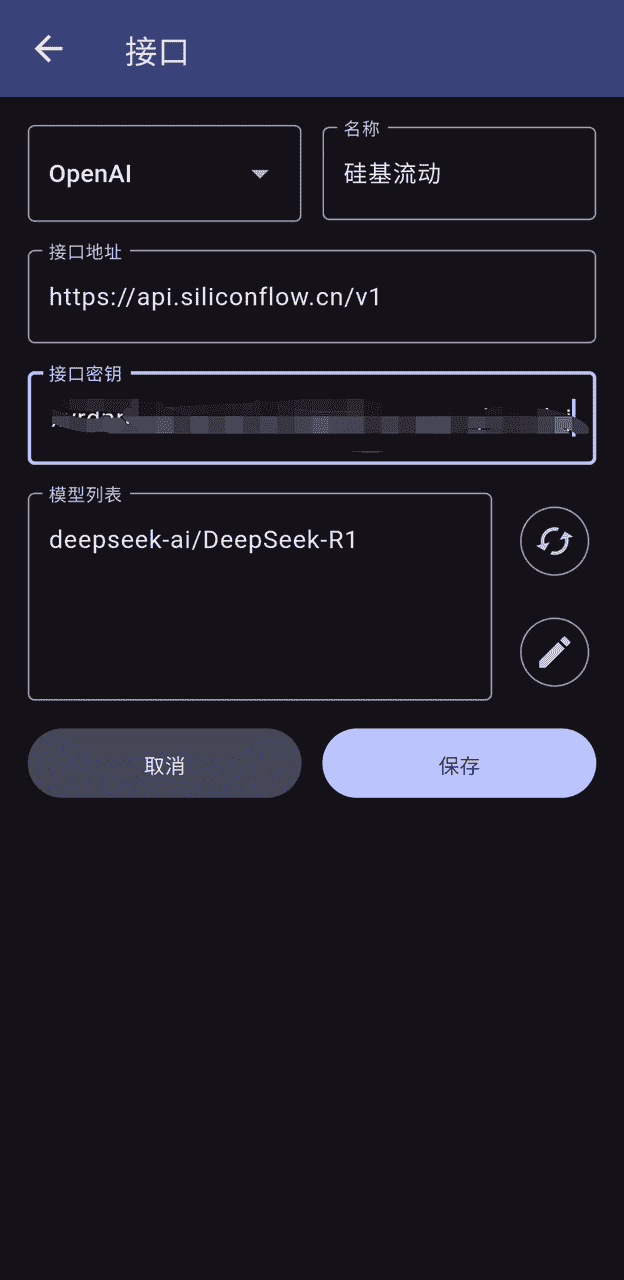 接口
OpenAI
名称
硅基流动
接口地址
https://api.siliconflow.cn/v1
接口密钥
模型列表
deepseek-ai/DeepSeek-R1
取消
保存